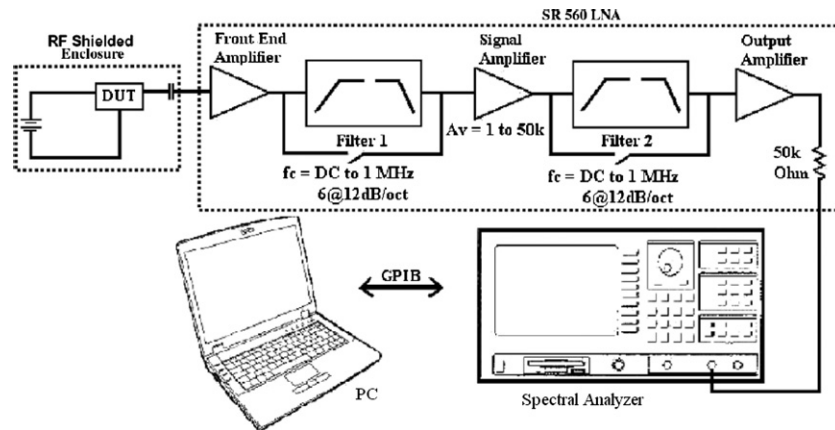 SR 560 LNA
RF Shielded
Enclosure
DUT
Front End
Amplifier
Filter 1
fc = DC to 1 MHz
6@12dB/oct
Signal
Amplifier
Av = 1 to 50k
Filter 2
fc = DC to 1 MHz
6@12dB/oct
Output
Amplifier
50k
Ohm
GPIB
PC
Spectral Analyzer